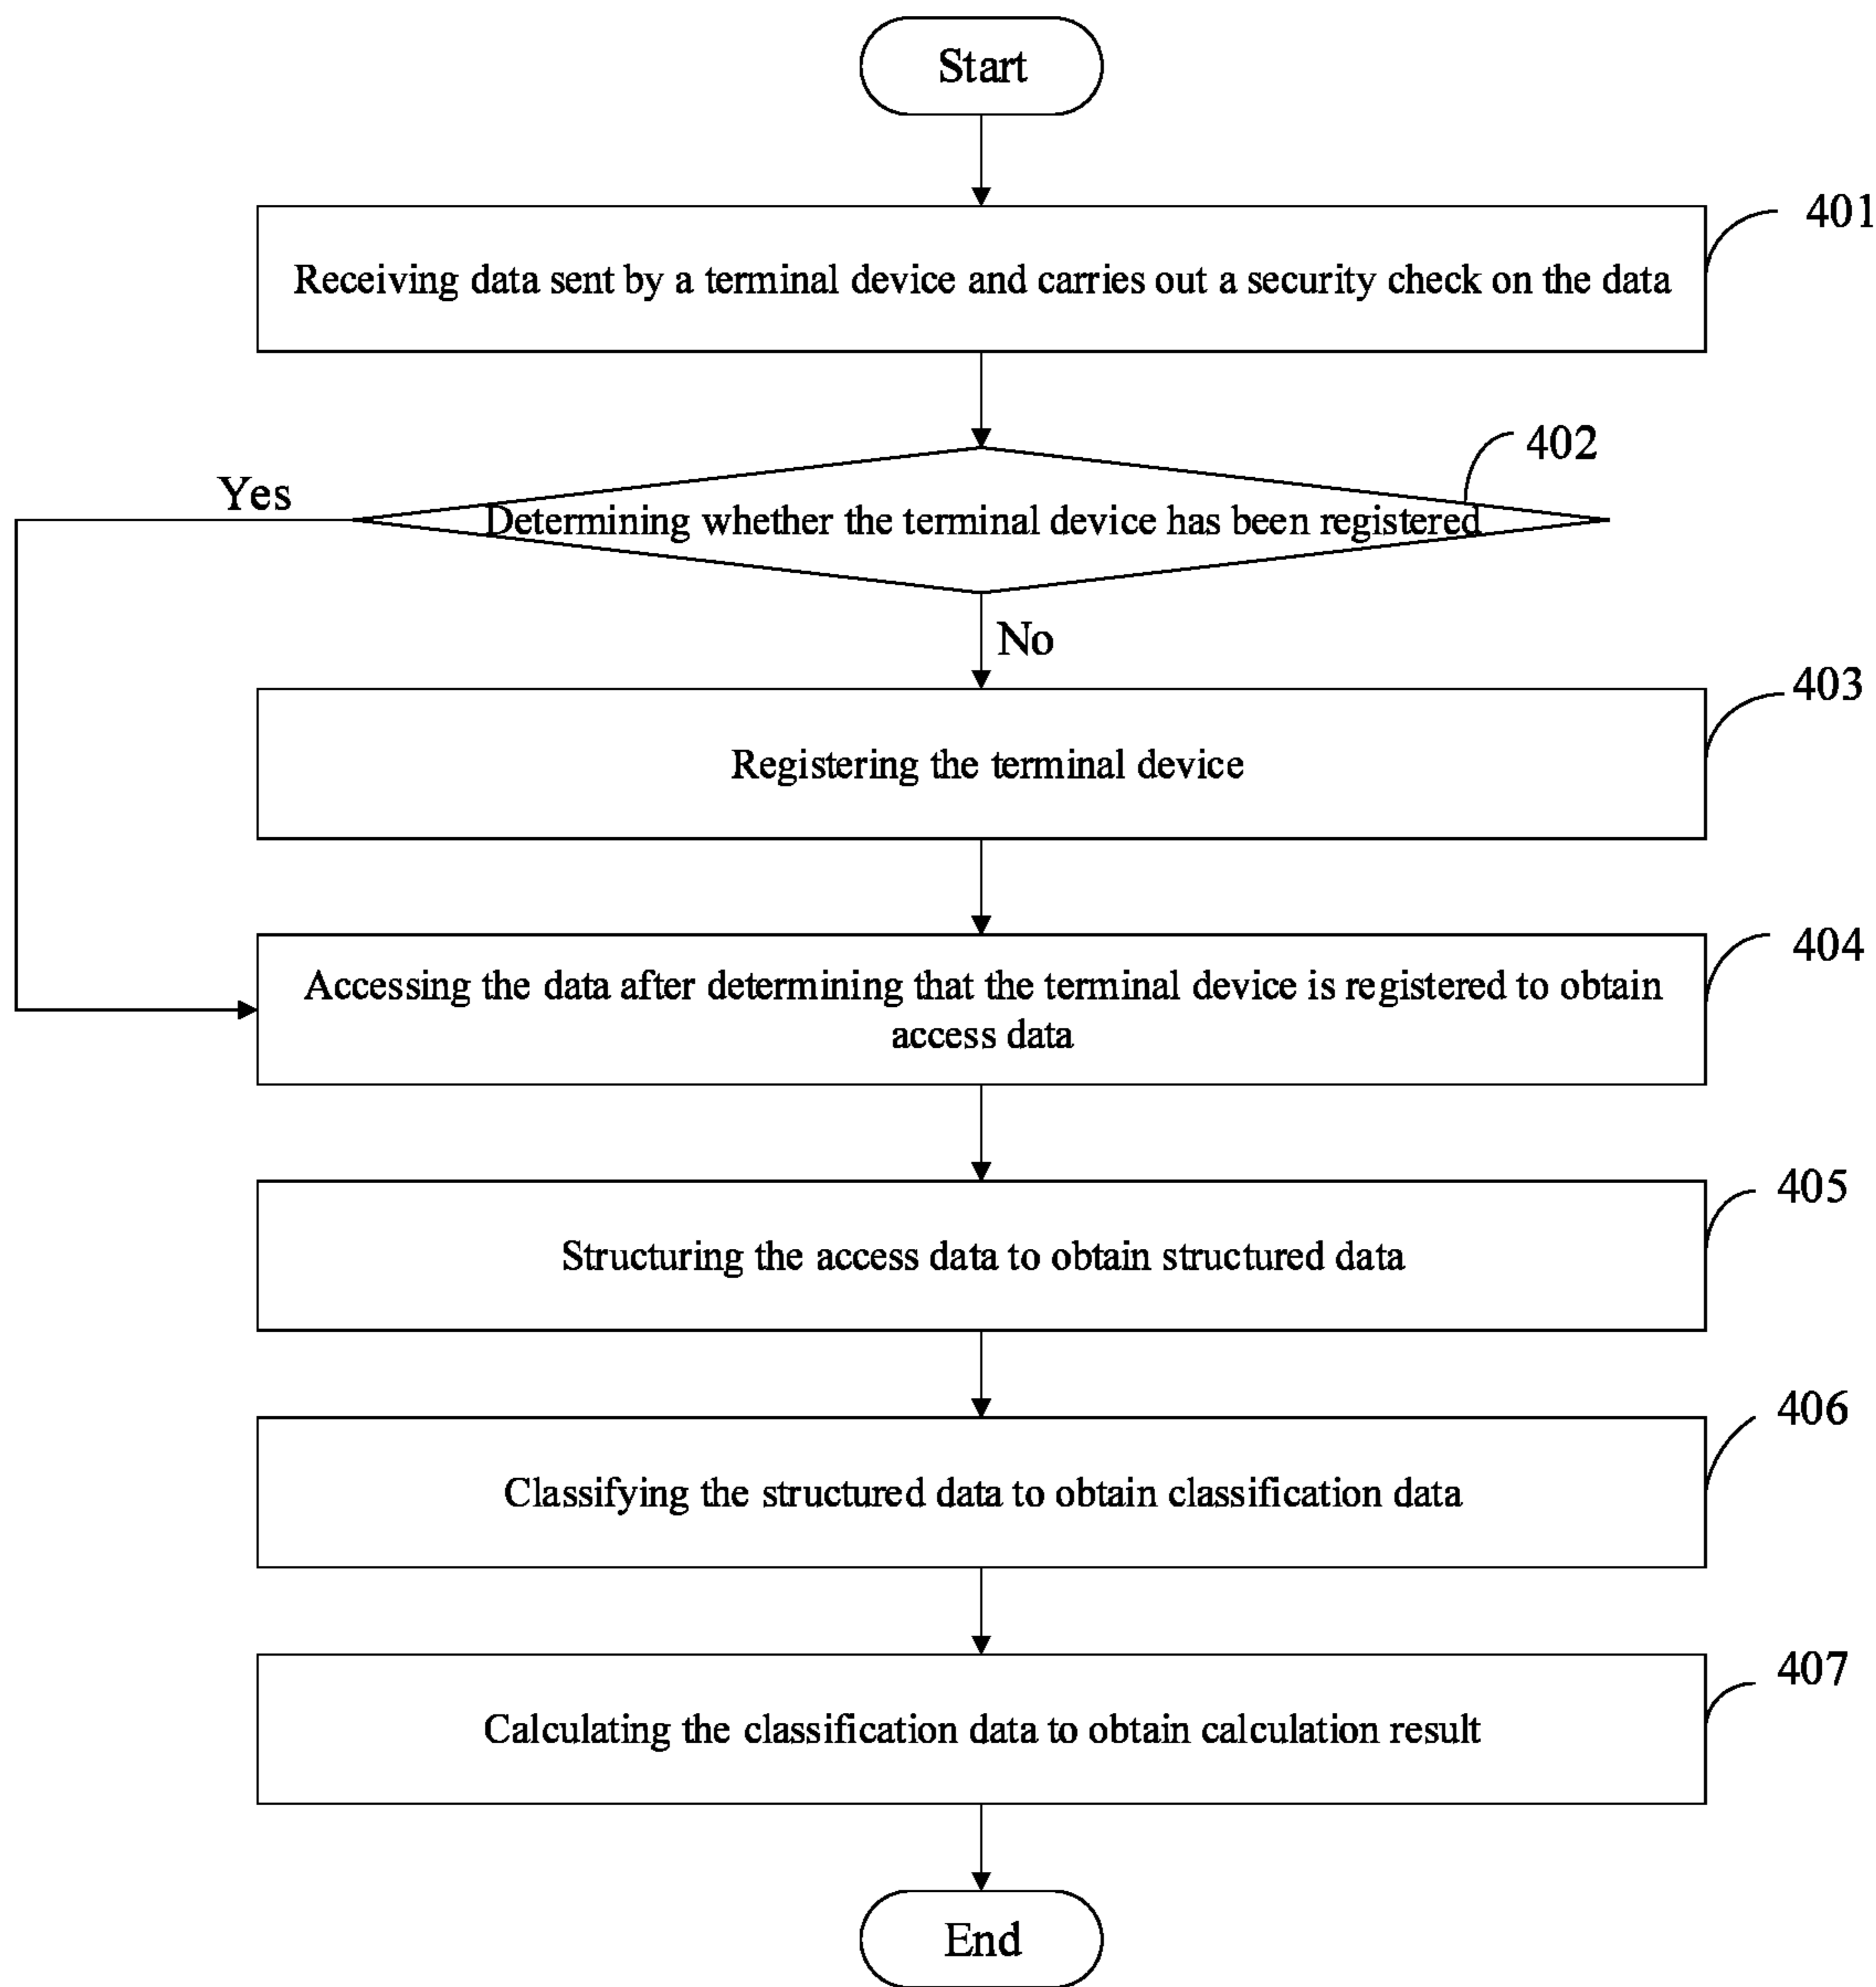 Start
401
Receiving data sent by a terminal device and carries out a security check on the data
402
Yes
Determining whether the terminal device has been registered
No
403
Registering the terminal device
404
Accessing the data after determining that the terminal device is registered to obtain
access data
405
Structuring the access data to obtain structured data
406
Classifying the structured data to obtain classification data
407
Calculating the classification data to obtain calculation result
End